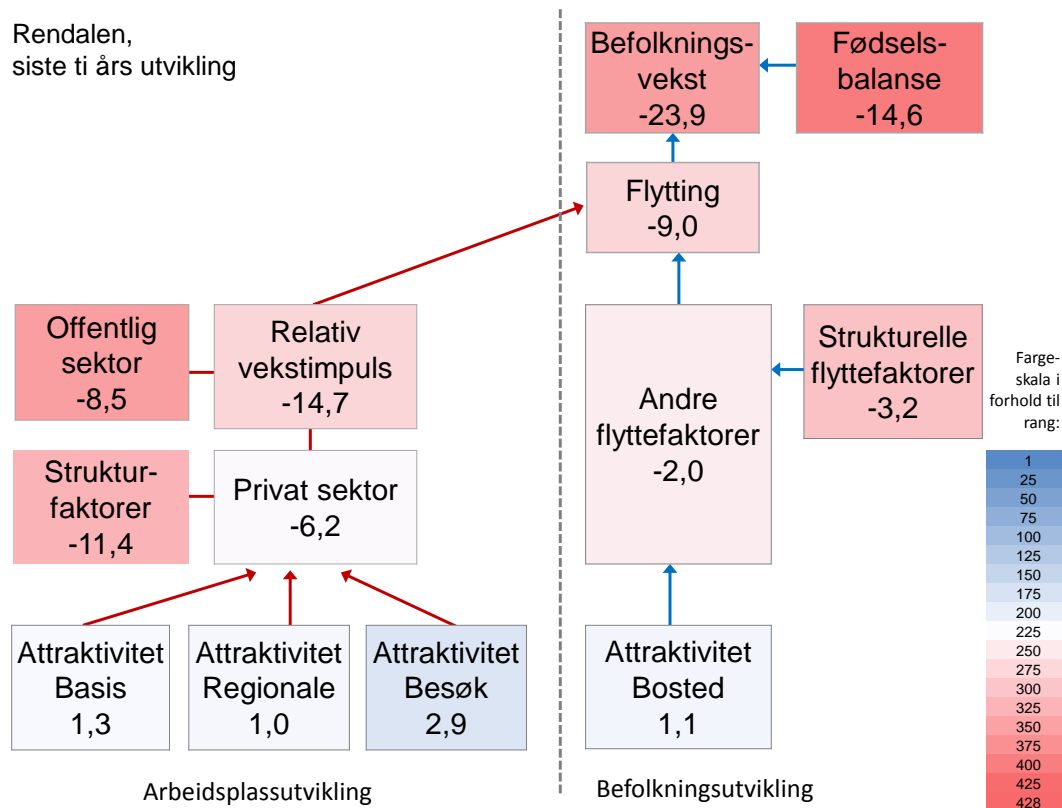 Rendalen,
siste ti års utvikling
Befolknings-
vekst
-23,9
Fødsels-
balanse
-14,6
Flytting
-9,0
Offentlig
sektor
-8,5
Relativ
vekstimpuls
-14,7
Andre
flyttefaktorer
-2,0
Strukturelle
flyttefaktorer
-3,2
Struktur-
faktorer
-11,4
Privat sektor
-6,2
Attraktivitet
Basis
1,3
Attraktivitet
Regionale
1,0
Attraktivitet
Besøk
2,9
Attraktivitet
Bosted
1,1
Arbeidsplassutvikling
Befolkningsutvikling
Farge-
skala i
forhold til
rang:
1
25
50
75
100
125
150
175
200
225
250
275
300
325
350
375
400
425
428